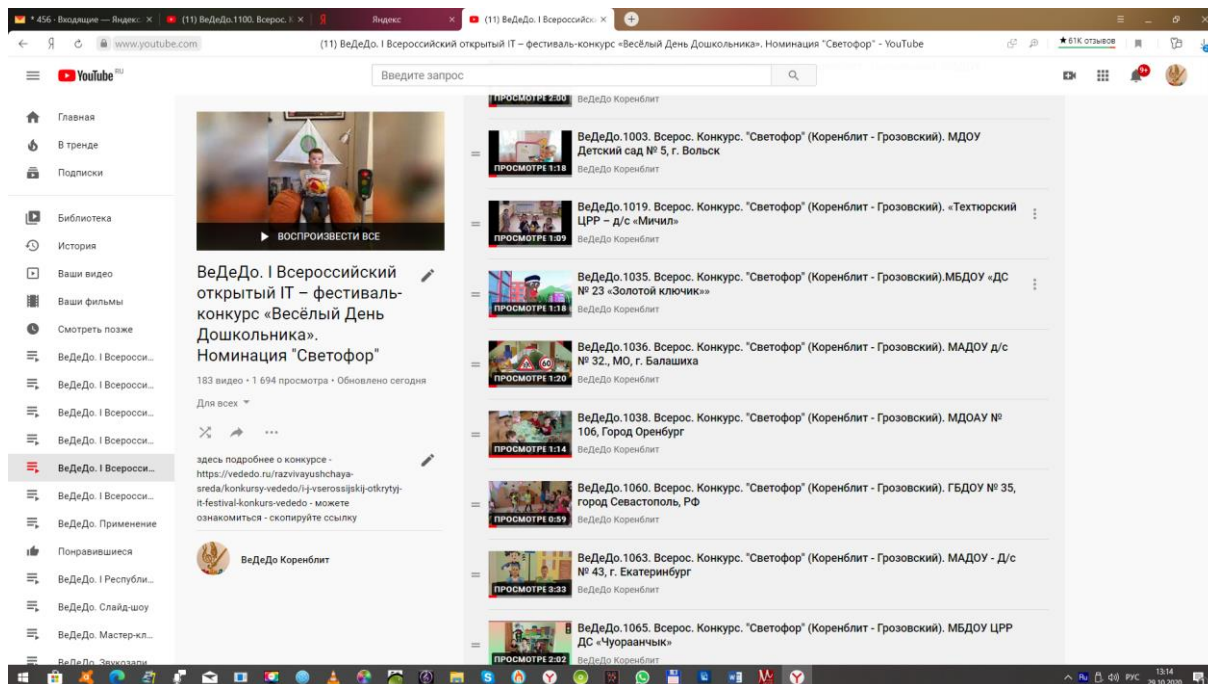 * 456 · Входящие — Яндекс
(11) ВеДеДо.1100. Всерос. К
Яндекс
(11) ВеДеДо. I Всероссийско
www.youtube.com
(11) ВеДеДо. I Всероссийский открытый IT – фестиваль-конкурс «Весёлый День Дошкольника». Номинация "Светофор" - YouTube
★ 61K отзывов
YouTube RU
Введите запрос
9+
Главная
В тренде
Подписки
Библиотека
История
Ваши видео
Ваши фильмы
Смотреть позже
ВеДеДо. I Всеросси...
ВеДеДо. I Всеросси...
ВеДеДо. I Всеросси...
ВеДеДо. I Всеросси...
ВеДеДо. I Всеросси...
ВеДеДо. I Всеросси...
ВеДеДо. Применение
Понравившиеся
ВеДеДо. I Республи...
ВеДеДо. Слайд-шоу
ВеДеДо. Мастер-кл...
ВеДеДо. Звукозапи
ВОСПРОИЗВЕСТИ ВСЕ
ВеДеДо. I Всероссийский
открытый IT – фестиваль-
конкурс «Весёлый День
Дошкольника».
Номинация "Светофор"
183 видео • 1 694 просмотра • Обновлено сегодня
Для всех
здесь подробнее о конкурсе -
https://vededo.ru/razvivayushchaya-
sreda/konkursy-vededo/i-j-vserossijskij-otkrytyj-
it-festival-konkurs-vededo - можете
ознакомиться - скопируйте ссылку
ВеДеДо Коренблит
ПРОСМОТРЕ 2:00
ВеДеДо Коренблит
ВеДеДо.1003. Всерос. Конкурс. "Светофор" (Коренблит - Грозовский). МДОУ
Детский сад № 5, г. Вольск
ПРОСМОТРЕ 1:18
ВеДеДо Коренблит
ВеДеДо.1019. Всерос. Конкурс. "Светофор" (Коренблит - Грозовский). «Техтюрский
ЦРР – д/с «Мичил»
ПРОСМОТРЕ 1:09
ВеДеДо Коренблит
ВеДеДо.1035. Всерос. Конкурс. "Светофор" (Коренблит - Грозовский).МБДОУ «ДС
№ 23 «Золотой ключик»»
ПРОСМОТРЕ 1:18
ВеДеДо Коренблит
ВеДеДо.1036. Всерос. Конкурс. "Светофор" (Коренблит - Грозовский). МАДОУ д/с
№ 32., МО, г. Балашиха
ПРОСМОТРЕ 1:20
ВеДеДо Коренблит
ВеДеДо.1038. Всерос. Конкурс. "Светофор" (Коренблит - Грозовский). МДОАУ №
106, Город Оренбург
ПРОСМОТРЕ 1:14
ВеДеДо Коренблит
ВеДеДо.1060. Всерос. Конкурс. "Светофор" (Коренблит - Грозовский). ГБДОУ № 35,
город Севастополь, РФ
ПРОСМОТРЕ 0:59
ВеДеДо Коренблит
ВеДеДо.1063. Всерос. Конкурс. "Светофор" (Коренблит - Грозовский). МАДОУ - Д/с
№ 43, г. Екатеринбург
ПРОСМОТРЕ 3:33
ВеДеДо Коренблит
ВеДеДо.1065. Всерос. Конкурс. "Светофор" (Коренблит - Грозовский). МБДОУ ЦРР
ДС «Чуораанчык»
ПРОСМОТРЕ 2:02
ВеДеДо Коренблит
Ru
РУС
13:14
29.10.2020